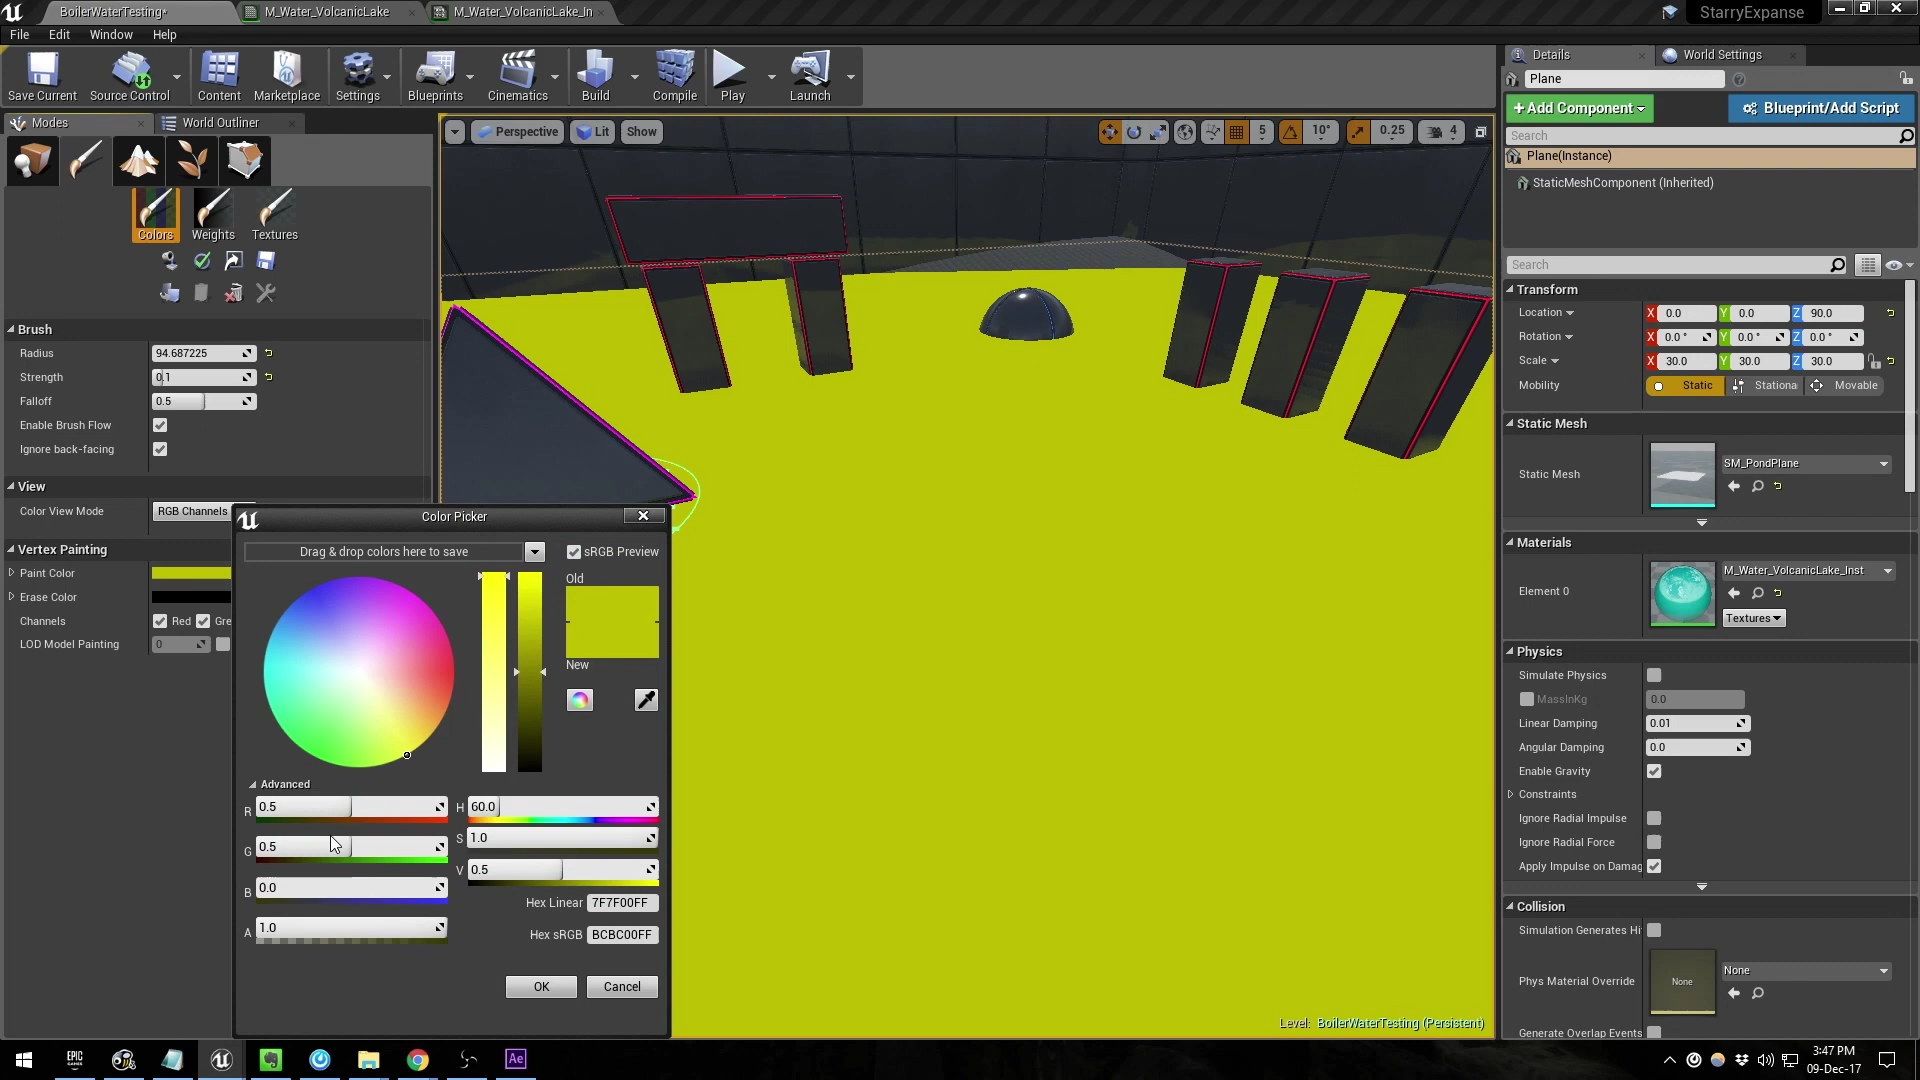 BoilerWaterTesting*
M_Water_VolcanicLake
M_Water_VolcanicLake_In
StarryExpanse
File Edit Window Help
Save Current
Source Control
Content
Marketplace
Settings
Blueprints
Cinematics
Build
Compile
Play
Launch
Modes
World Outliner
Colors
Weights
Textures
Brush
Radius 94.687225
Strength 0.1
Falloff 0.5
Enable Brush Flow
Ignore back-facing
View
Color View Mode RGB Channels
Vertex Painting
Paint Color
Erase Color
Channels Red Gre
LOD Model Painting 0
Perspective Lit Show
5 10° 0.25 4
Level: BoilerWaterTesting (Persistent)
Color Picker
Drag & drop colors here to save
sRGB Preview
Old
New
Advanced
R 0.5
G 0.5
B 0.0
A 1.0
H 60.0
S 1.0
V 0.5
Hex Linear 7F7F00FF
Hex sRGB BCBC00FF
OK Cancel
Details
World Settings
Plane
+Add Component
Blueprint/Add Script
Search
Plane(Instance)
StaticMeshComponent (Inherited)
Search
Transform
Location X 0.0 Y 0.0 Z 90.0
Rotation X 0.0 ° Y 0.0 ° Z 0.0 °
Scale X 30.0 Y 30.0 Z 30.0
Mobility Static Stationa Movable
Static Mesh
Static Mesh SM_PondPlane
Materials
Element 0 M_Water_VolcanicLake_Inst
Textures
Physics
Simulate Physics
MassInKg 0.0
Linear Damping 0.01
Angular Damping 0.0
Enable Gravity
Constraints
Ignore Radial Impulse
Ignore Radial Force
Apply Impulse on Damag
Collision
Simulation Generates Hi
Phys Material Override None None
Generate Overlap Events
EPIC GAMES
Ae
3:47 PM
09-Dec-17